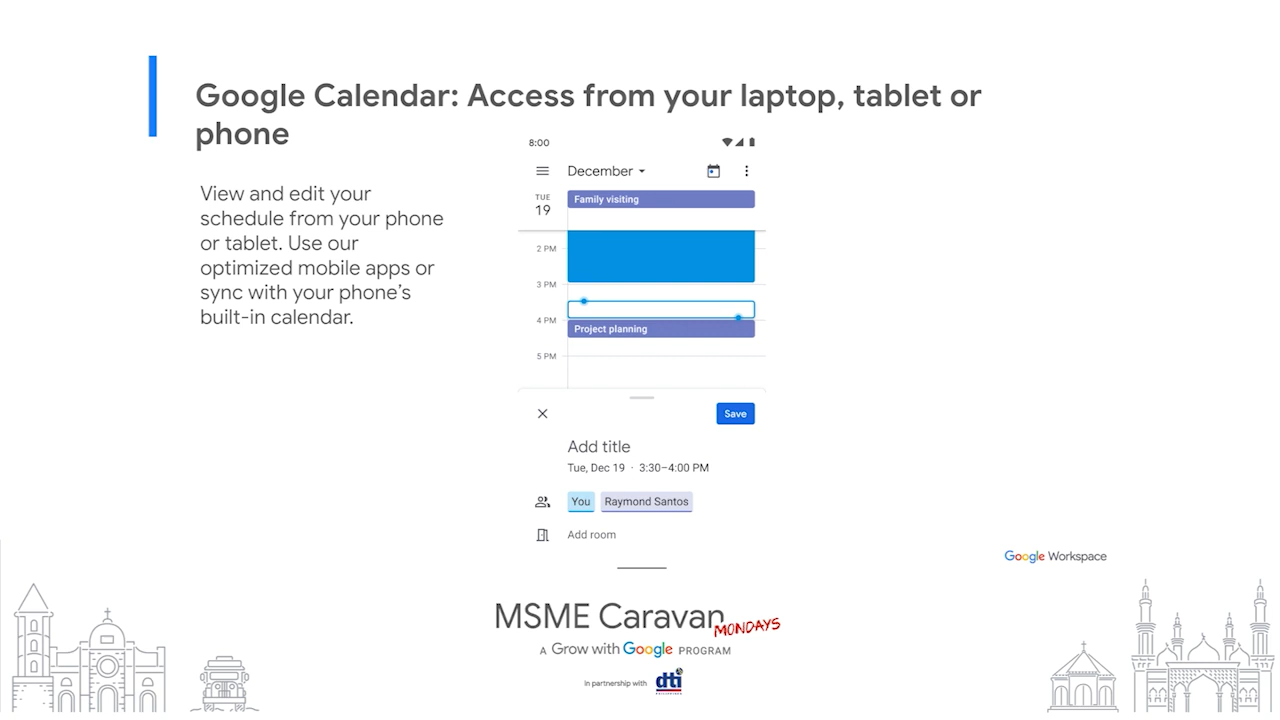 Google Calendar: Access from your laptop, tablet or
phone
View and edit your
schedule from your phone
or tablet. Use our
optimized mobile apps or
sync with your phone's
built-in calendar.
8:00
December
TUE
19
Family visiting
2 PM
3 PM
4 PM
Project planning
5 PM
Save
Add title
Tue, Dec 19 · 3:30–4:00 PM
You Raymond Santos
Add room
Google Workspace
MSME Caravan
MONDAYS
A Grow with Google PROGRAM
in partnership with dti
PHILIPPINES